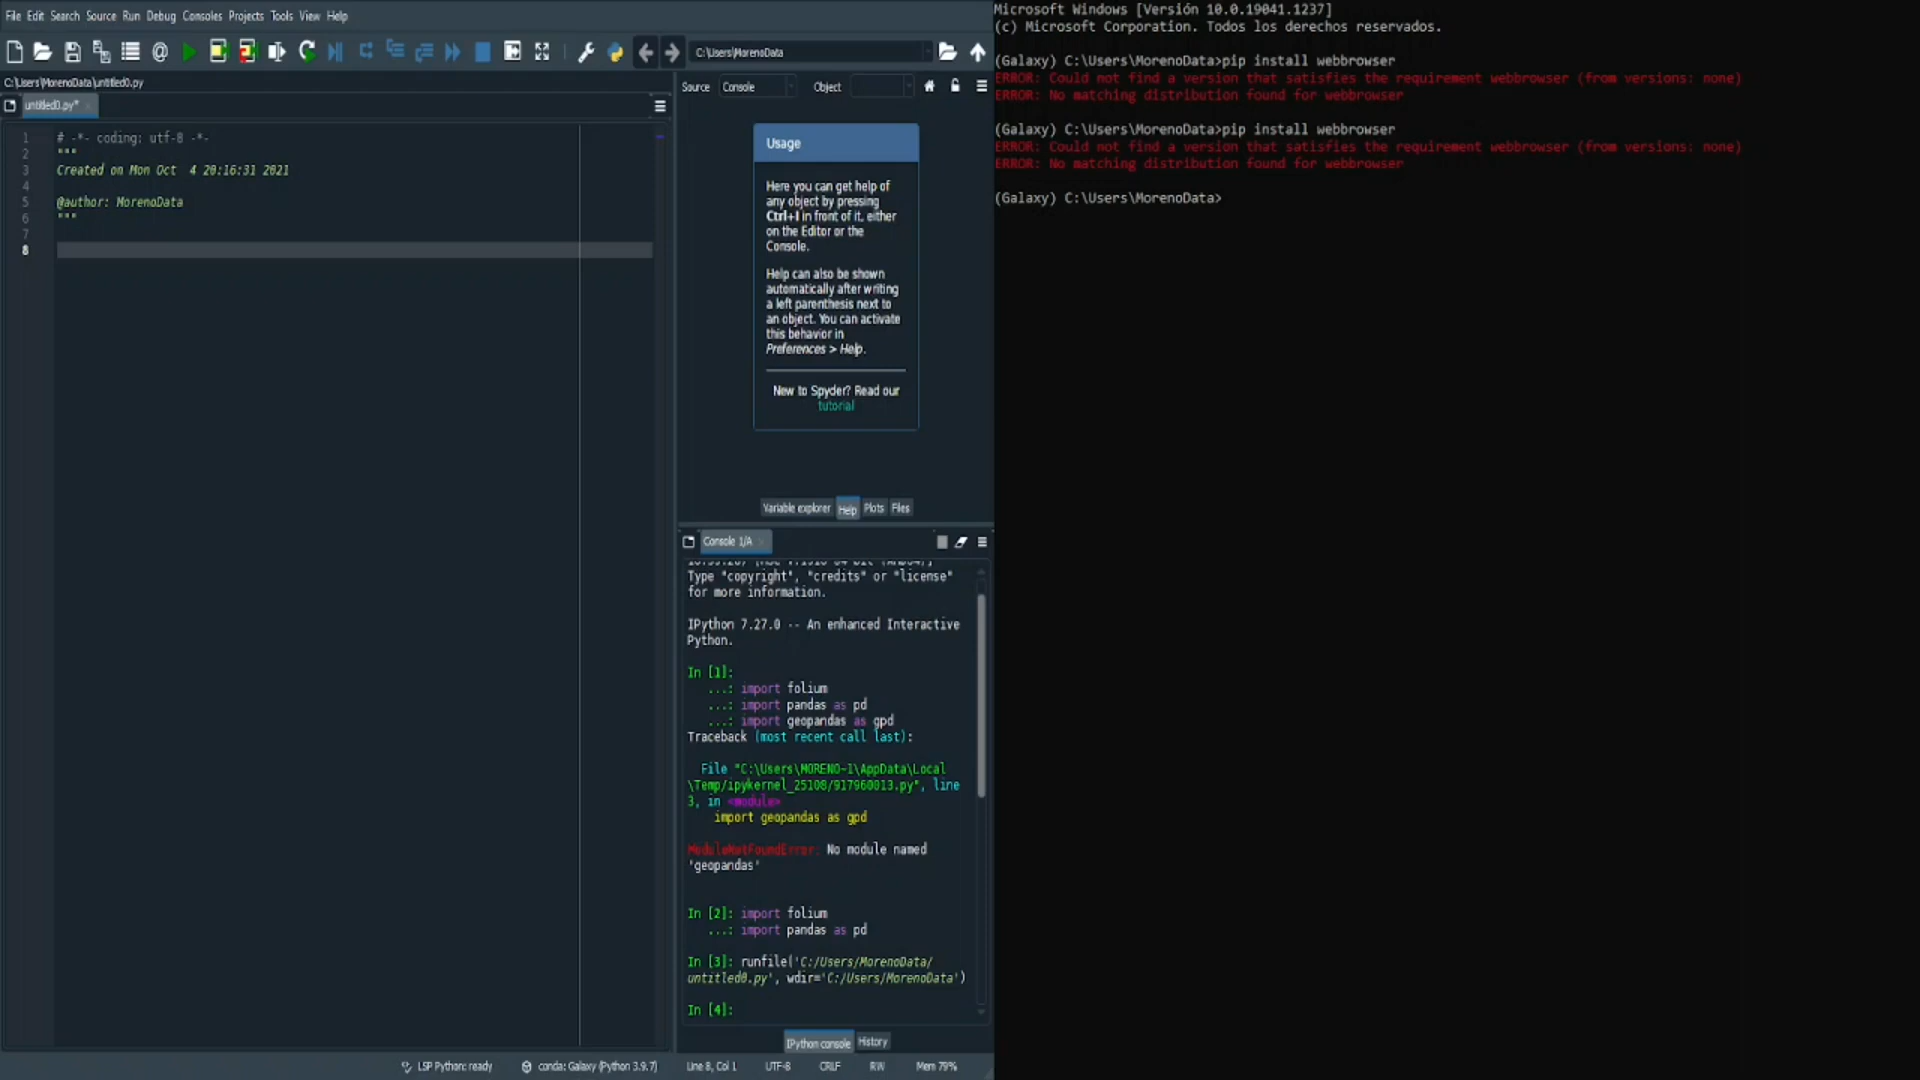 File Edit Search Source Run Debug Consoles Projects Tools View Help
C:\Users\MorenoData
C:\Users\MorenoData\untitled0.py
untitled0.py*
1 # -*- coding: utf-8 -*-
2 """
3 Created on Mon Oct  4 20:16:31 2021
4
5 @author: MorenoData
6 """
7
8
Source Console Object
Usage
Here you can get help of
any object by pressing
Ctrl+I in front of it, either
on the Editor or the
Console.
Help can also be shown
automatically after writing
a left parenthesis next to
an object. You can activate
this behavior in
Preferences > Help.
New to Spyder? Read our
tutorial
Variable explorer Help Plots Files
Console 1/A
Type "copyright", "credits" or "license"
for more information.
IPython 7.27.0 -- An enhanced Interactive
Python.
In [1]:
...: import folium
...: import pandas as pd
...: import geopandas as gpd
Traceback (most recent call last):
File "C:\Users\MORENO~1\AppData\Local
\Temp/ipykernel_25108/917960013.py", line
3, in <module>
import geopandas as gpd
ModuleNotFoundError: No module named
'geopandas'
In [2]: import folium
...: import pandas as pd
In [3]: runfile('C:/Users/MorenoData/
untitled0.py', wdir='C:/Users/MorenoData')
In [4]:
IPython console History
LSP Python: ready conda: Galaxy (Python 3.9.7) Line 8, Col 1 UTF-8 CRLF RW Mem 79%
Microsoft Windows [Versión 10.0.19041.1237]
(c) Microsoft Corporation. Todos los derechos reservados.
(Galaxy) C:\Users\MorenoData>pip install webbrowser
ERROR: Could not find a version that satisfies the requirement webbrowser (from versions: none)
ERROR: No matching distribution found for webbrowser
(Galaxy) C:\Users\MorenoData>pip install webbrowser
ERROR: Could not find a version that satisfies the requirement webbrowser (from versions: none)
ERROR: No matching distribution found for webbrowser
(Galaxy) C:\Users\MorenoData>